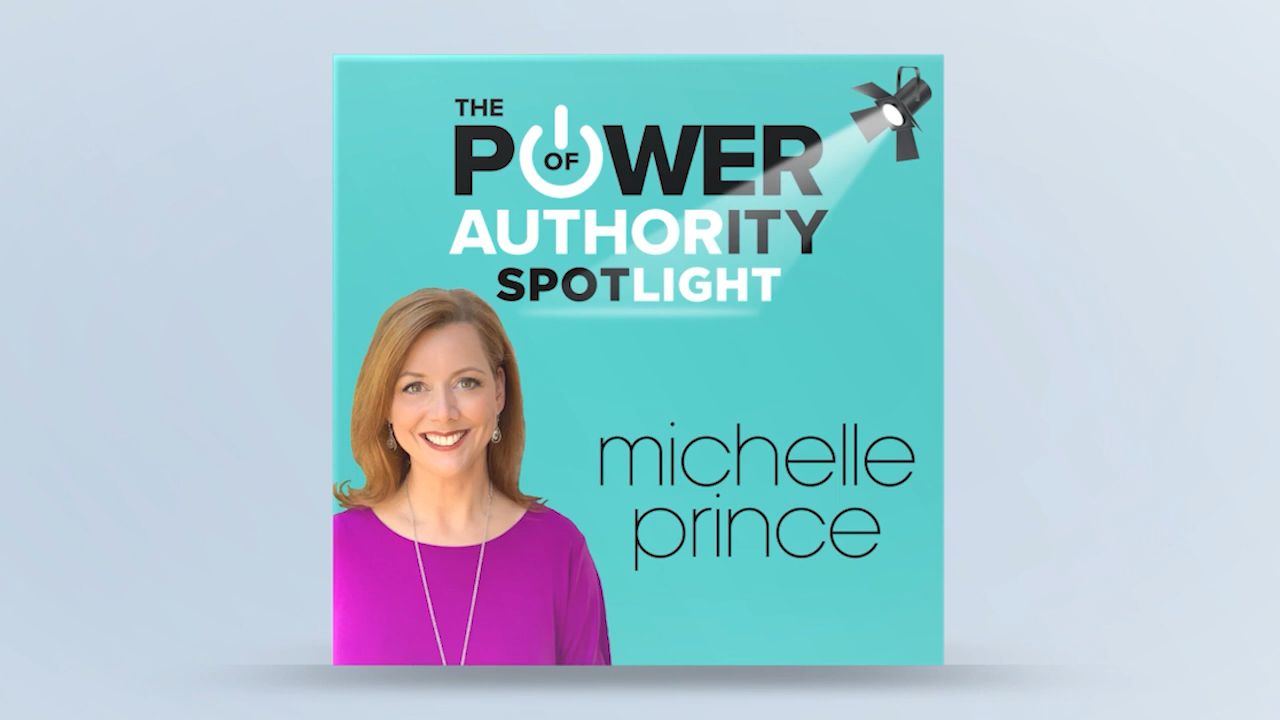 THE
POWER
OF
AUTHORITY
SPOTLIGHT
michelle
prince